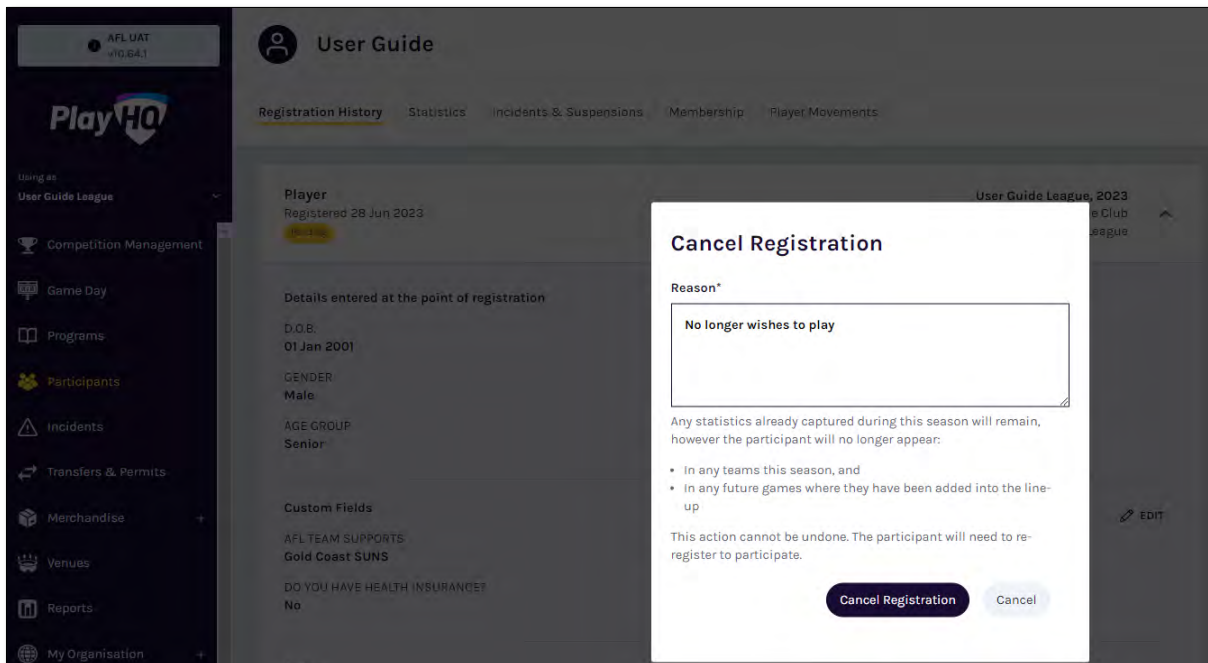 AFL UAT
v10.64.1
PlayHQ
Using as
User Guide League
Competition Management
Game Day
Programs
Participants
Incidents
Transfers & Permits
Merchandise +
Venues
Reports
My Organisation +
User Guide
Registration History Statistics Incidents & Suspensions Membership Player Movements
Player
Registered 28 Jun 2023
User Guide League, 2023
e Club
League
Details entered at the point of registration
D.O.B.
01 Jan 2001
GENDER
Male
AGE GROUP
Senior
Custom Fields
EDIT
AFL TEAM SUPPORTS
Gold Coast SUNS
DO YOU HAVE HEALTH INSURANCE?
No
Cancel Registration
Reason*
No longer wishes to play
Any statistics already captured during this season will remain,
however the participant will no longer appear:
• In any teams this season, and
• In any future games where they have been added into the line-
up
This action cannot be undone. The participant will need to re-
register to participate.
Cancel Registration Cancel